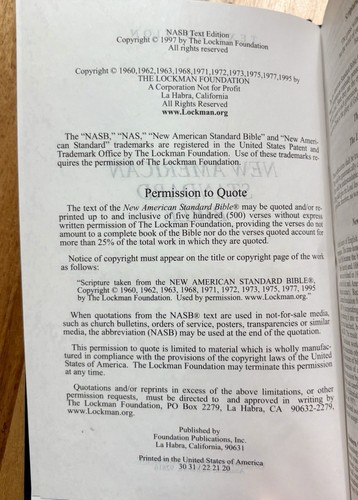 NASB Text Edition
Copyright © 1997 by The Lockman Foundation
All rights reserved
Copyright © 1960,1962,1963,1968,1971,1972,1973,1975,1977,1995 by
THE LOCKMAN FOUNDATION
A Corporation Not for Profit
La Habra, California
All Rights Reserved
www.Lockman.org
The “NASB,” “NAS,” “New American Standard Bible” and “New Ameri-
can Standard” trademarks are registered in the United States Patent and
Trademark Office by The Lockman Foundation. Use of these trademarks re-
quires the permission of The Lockman Foundation.
Permission to Quote
The text of the New American Standard Bible® may be quoted and/or re-
printed up to and inclusive of five hundred (500) verses without express
written permission of The Lockman Foundation, providing the verses do not
amount to a complete book of the Bible nor do the verses quoted account for
more than 25% of the total work in which they are quoted.
Notice of copyright must appear on the title or copyright page of the work
as follows:
“Scripture taken from the NEW AMERICAN STANDARD BIBLE®,
Copyright © 1960, 1962, 1963, 1968, 1971, 1972, 1973, 1975, 1977, 1995
by The Lockman Foundation. Used by permission. www.Lockman.org.”
When quotations from the NASB® text are used in not-for-sale media,
such as church bulletins, orders of service, posters, transparencies or similar
media, the abbreviation (NASB) may be used at the end of the quotation.
This permission to quote is limited to material which is wholly manufac-
tured in compliance with the provisions of the copyright laws of the United
States of America. The Lockman Foundation may terminate this permission
at any time.
Quotations and/or reprints in excess of the above limitations, or other
permission requests, must be directed to and approved in writing by
The Lockman Foundation, PO Box 2279, La Habra, CA 90632-2279,
www.Lockman.org.
Published by
Foundation Publications, Inc.
La Habra, California, 90631
Printed in the United States of America
30 31 / 22 21 20